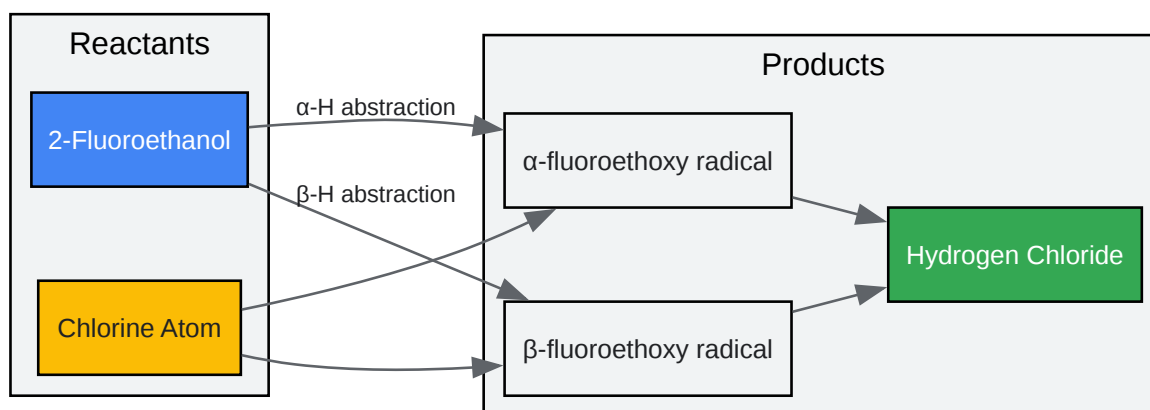 Reactants
Products
2-Fluoroethanol
α-H abstraction
β-H abstraction
Chlorine Atom
α-fluoroethoxy radical
β-fluoroethoxy radical
Hydrogen Chloride